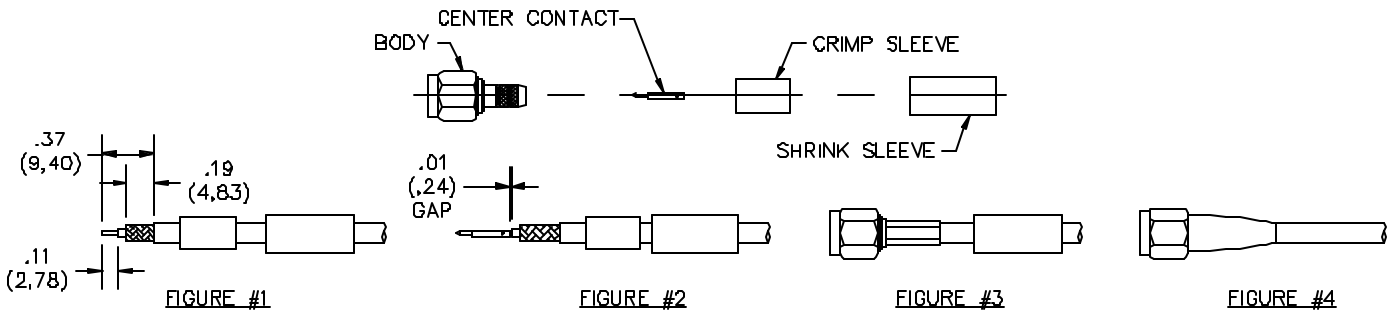 CENTER CONTACT
BODY
CRIMP SLEEVE
SHRINK SLEEVE
.37
(9,40)
.19
(4,83)
.11
(2,78)
.01
(,24)
GAP
FIGURE #1
FIGURE #2
FIGURE #3
FIGURE #4